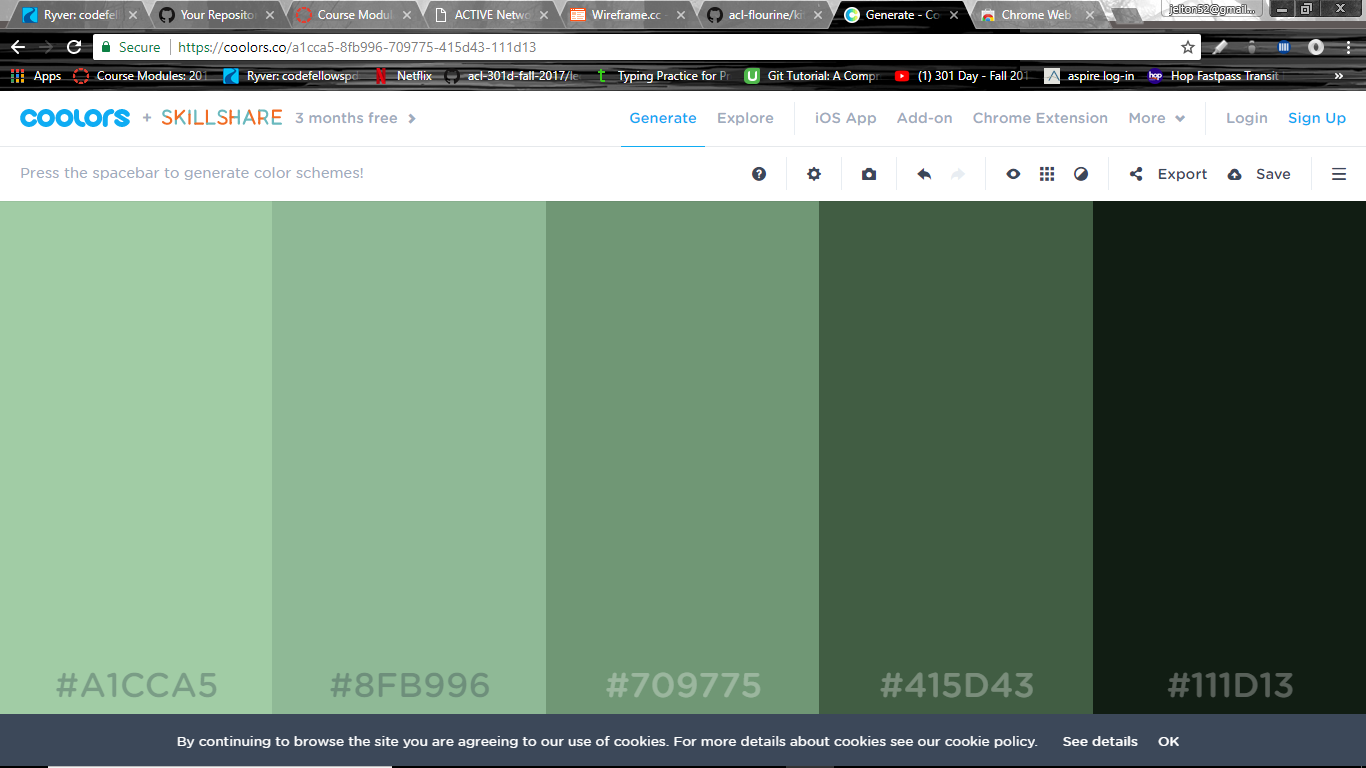 Ryver: codefel Your Reposito Course Modul ACTIVE Netw Wireframe.cc - acl-flourine/ki Generate - Co Chrome Web jelton52@gmail...
Secure https://coolors.co/a1cca5-8fb996-709775-415d43-111d13
Apps Course Modules: 201 Ryver: codefellowspd Netflix acl-301d-fall-2017/le Typing Practice for Pr Git Tutorial: A Compr (1) 301 Day - Fall 201 aspire log-in hop Hop Fastpass Transit »
coolors + SKILLSHARE 3 months free Generate Explore iOS App Add-on Chrome Extension More Login Sign Up
Press the spacebar to generate color schemes! Export Save
#A1CCA5 #8FB996 #709775 #415D43 #111D13
By continuing to browse the site you are agreeing to our use of cookies. For more details about cookies see our cookie policy. See details OK